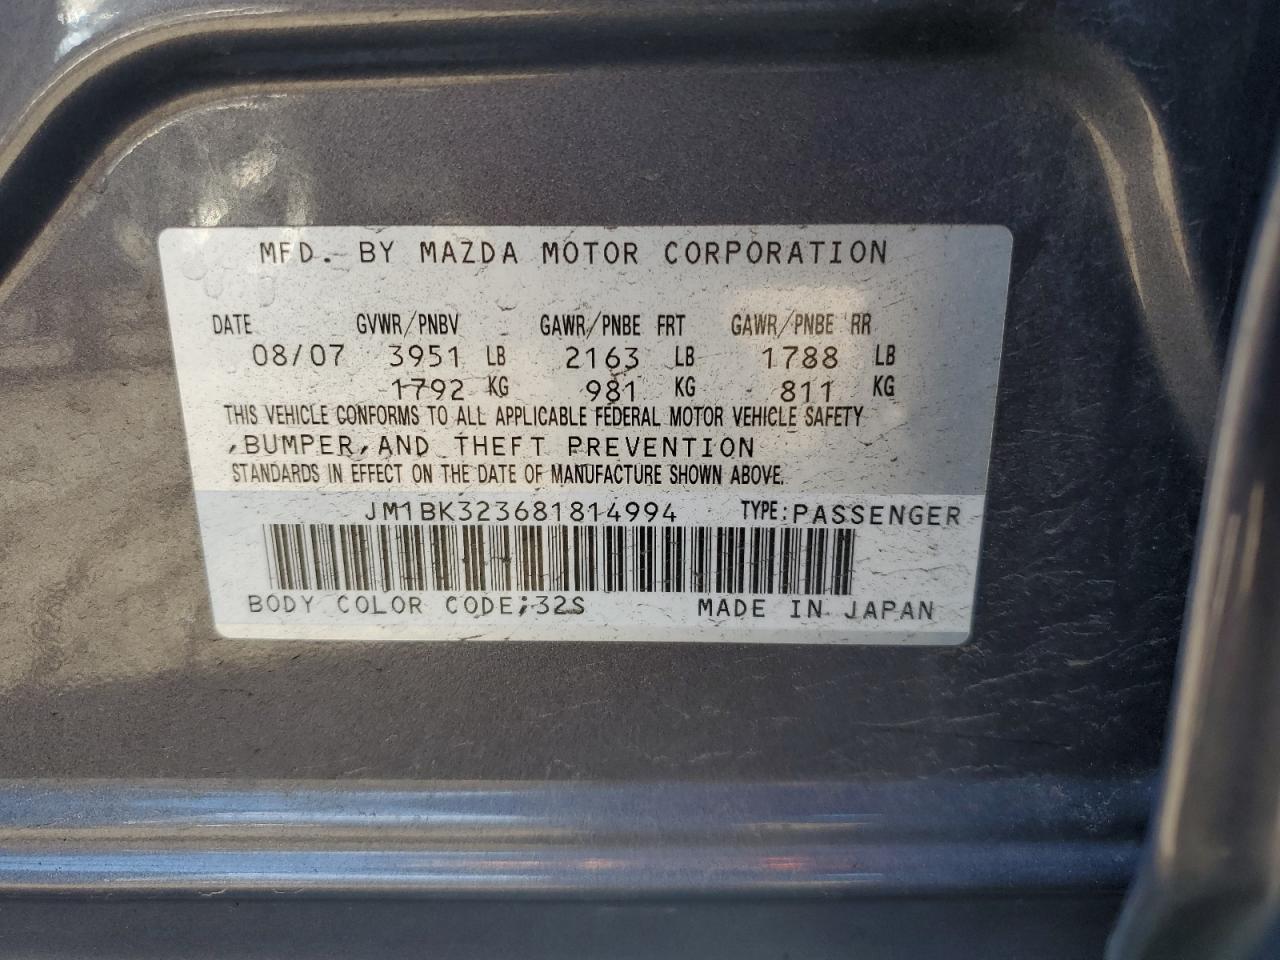 MFD. BY MAZDA MOTOR CORPORATION
DATE GVWR/PNBV GAWR/PNBE FRT GAWR/PNBE RR
08/07 3951 LB 2163 LB 1788 LB
1792 KG 981 KG 811 KG
THIS VEHICLE CONFORMS TO ALL APPLICABLE FEDERAL MOTOR VEHICLE SAFETY
,BUMPER,AND THEFT PREVENTION
STANDARDS IN EFFECT ON THE DATE OF MANUFACTURE SHOWN ABOVE.
JM1BK323681814994 TYPE:PASSENGER
BODY COLOR CODE;32S MADE IN JAPAN